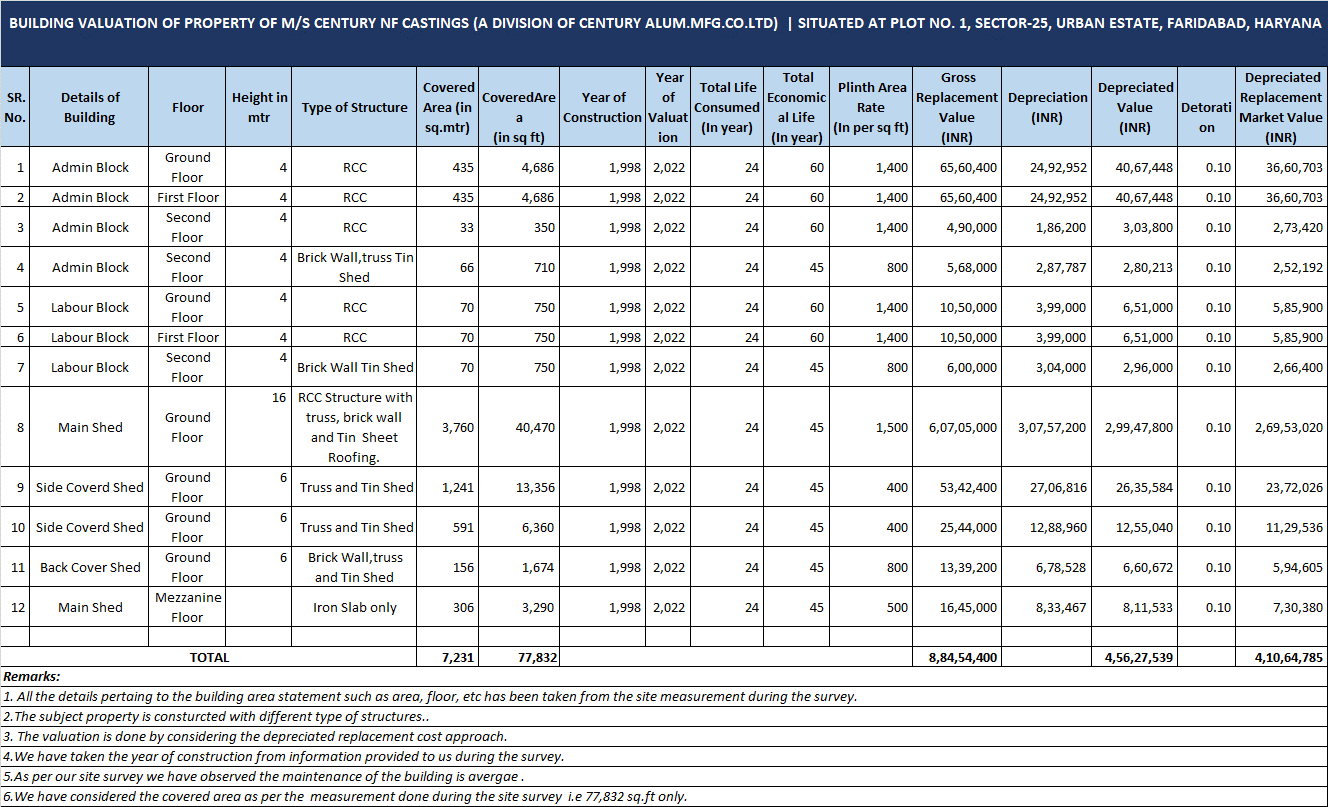 BUILDING VALUATION OF PROPERTY OF M/S CENTURY NF CASTINGS (A DIVISION OF CENTURY ALUM.MFG.CO.LTD) | SITUATED AT PLOT NO. 1, SECTOR-25, URBAN ESTATE, FARIDABAD, HARYANA
SR. No. Details of Building Floor Height in mtr Type of Structure Covered Area (in sq.mtr) CoveredArea (in sq ft) Year of Construction Year of Valuation Total Life Consumed (In year) Total Economical Life (In year) Plinth Area Rate (In per sq ft) Gross Replacement Value (INR) Depreciation (INR) Depreciated Value (INR) Detoration Depreciated Replacement Market Value (INR)
1 Admin Block Ground Floor 4 RCC 435 4,686 1,998 2,022 24 60 1,400 65,60,400 24,92,952 40,67,448 0.10 36,60,703
2 Admin Block First Floor 4 RCC 435 4,686 1,998 2,022 24 60 1,400 65,60,400 24,92,952 40,67,448 0.10 36,60,703
3 Admin Block Second Floor 4 RCC 33 350 1,998 2,022 24 60 1,400 4,90,000 1,86,200 3,03,800 0.10 2,73,420
4 Admin Block Second Floor 4 Brick Wall,truss Tin Shed 66 710 1,998 2,022 24 45 800 5,68,000 2,87,787 2,80,213 0.10 2,52,192
5 Labour Block Ground Floor 4 RCC 70 750 1,998 2,022 24 60 1,400 10,50,000 3,99,000 6,51,000 0.10 5,85,900
6 Labour Block First Floor 4 RCC 70 750 1,998 2,022 24 60 1,400 10,50,000 3,99,000 6,51,000 0.10 5,85,900
7 Labour Block Second Floor 4 Brick Wall Tin Shed 70 750 1,998 2,022 24 45 800 6,00,000 3,04,000 2,96,000 0.10 2,66,400
8 Main Shed Ground Floor 16 RCC Structure with truss, brick wall and Tin Sheet Roofing. 3,760 40,470 1,998 2,022 24 45 1,500 6,07,05,000 3,07,57,200 2,99,47,800 0.10 2,69,53,020
9 Side Coverd Shed Ground Floor 6 Truss and Tin Shed 1,241 13,356 1,998 2,022 24 45 400 53,42,400 27,06,816 26,35,584 0.10 23,72,026
10 Side Coverd Shed Ground Floor 6 Truss and Tin Shed 591 6,360 1,998 2,022 24 45 400 25,44,000 12,88,960 12,55,040 0.10 11,29,536
11 Back Cover Shed Ground Floor 6 Brick Wall,truss and Tin Shed 156 1,674 1,998 2,022 24 45 800 13,39,200 6,78,528 6,60,672 0.10 5,94,605
12 Main Shed Mezzanine Floor Iron Slab only 306 3,290 1,998 2,022 24 45 500 16,45,000 8,33,467 8,11,533 0.10 7,30,380
TOTAL 7,231 77,832 8,84,54,400 4,56,27,539 4,10,64,785
Remarks:
1. All the details pertaing to the building area statement such as area, floor, etc has been taken from the site measurement during the survey.
2.The subject property is consturcted with different type of structures..
3. The valuation is done by considering the depreciated replacement cost approach.
4.We have taken the year of construction from information provided to us during the survey.
5.As per our site survey we have observed the maintenance of the building is avergae .
6.We have considered the covered area as per the measurement done during the site survey i.e 77,832 sq.ft only.